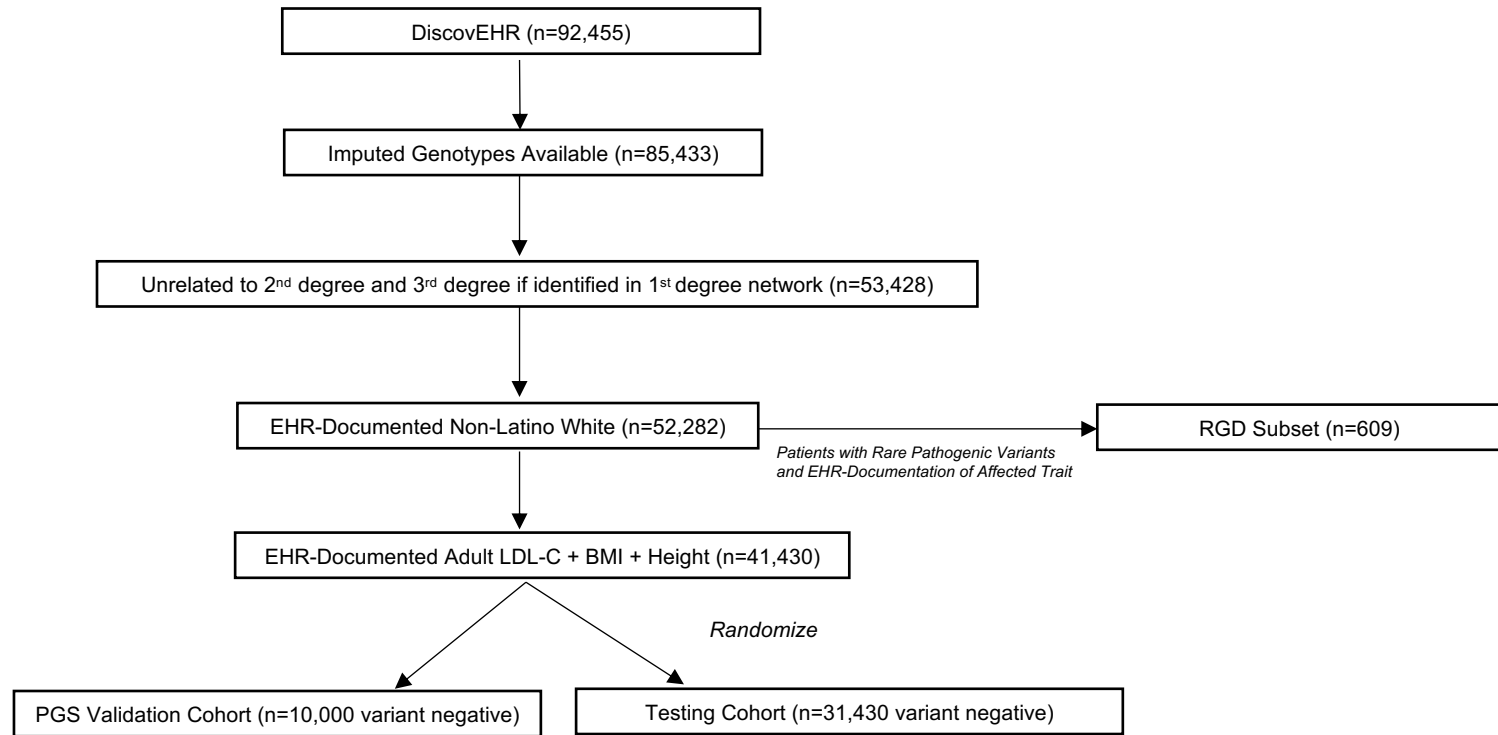 DiscovEHR (n=92,455)
Imputed Genotypes Available (n=85,433)
Unrelated to 2nd degree and 3rd degree if identified in 1st degree network (n=53,428)
EHR-Documented Non-Latino White (n=52,282)
RGD Subset (n=609)
Patients with Rare Pathogenic Variants
and EHR-Documentation of Affected Trait
EHR-Documented Adult LDL-C + BMI + Height (n=41,430)
Randomize
PGS Validation Cohort (n=10,000 variant negative)
Testing Cohort (n=31,430 variant negative)